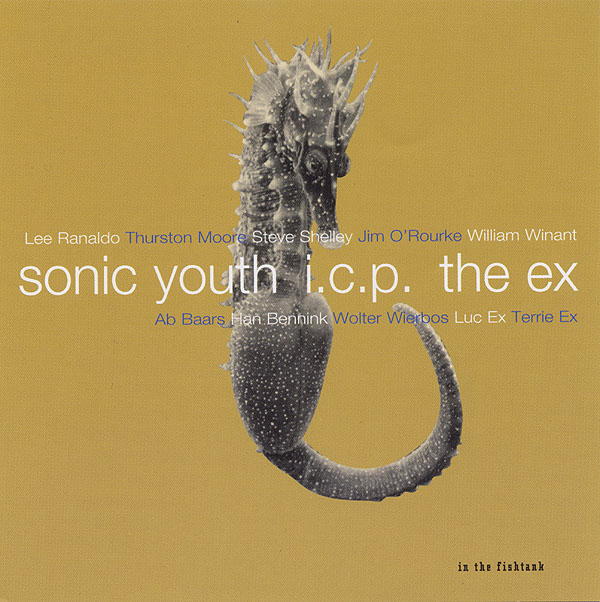 Lee Ranaldo Thurston Moore Steve Shelley Jim O'Rourke William Winant
sonic youth i.c.p. the ex
Ab Baars Han Bennink Wolter Wierbos Luc Ex Terrie Ex
in the fishtank